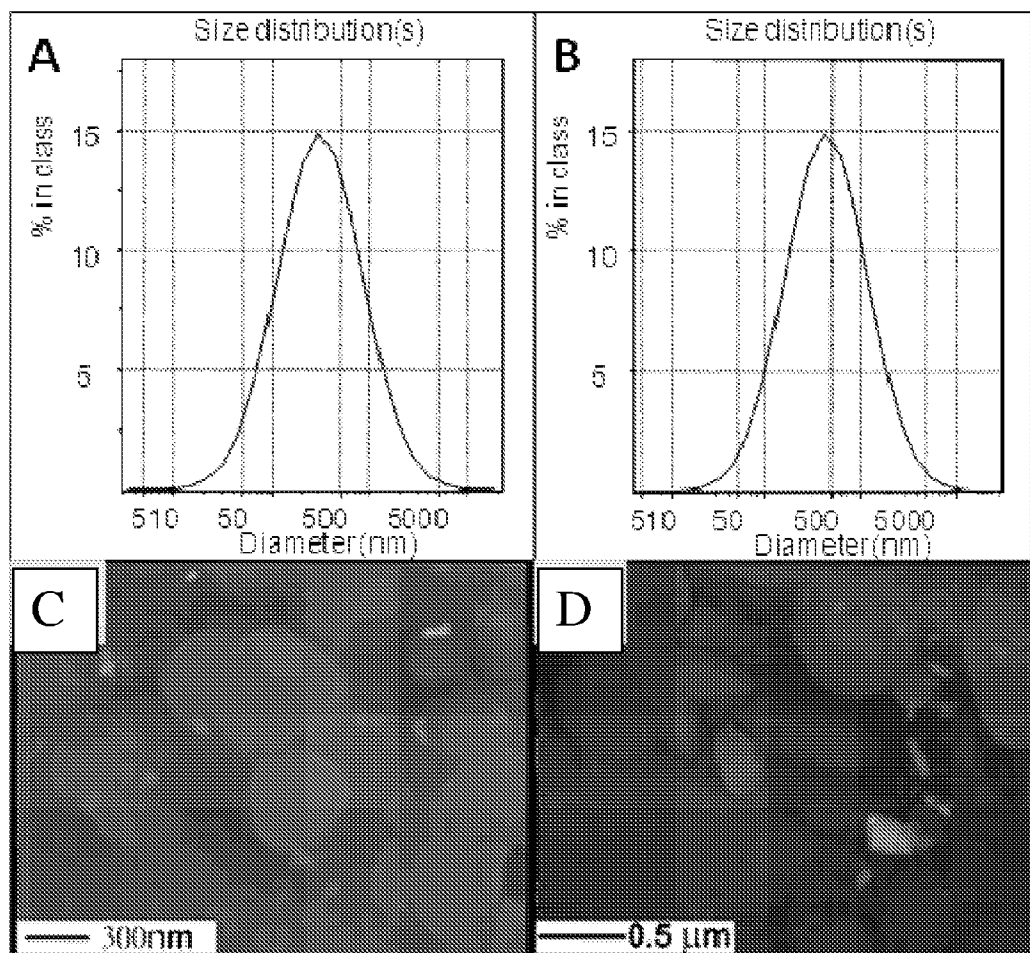 A
Size distribution(s)
% in class
15
10
5
510 50 500 5000
Diameter(nm)
B
Size distribution(s)
% in class
15
10
5
510 50 500 5000
Diameter(nm)
C
300nm
D
0.5 μm